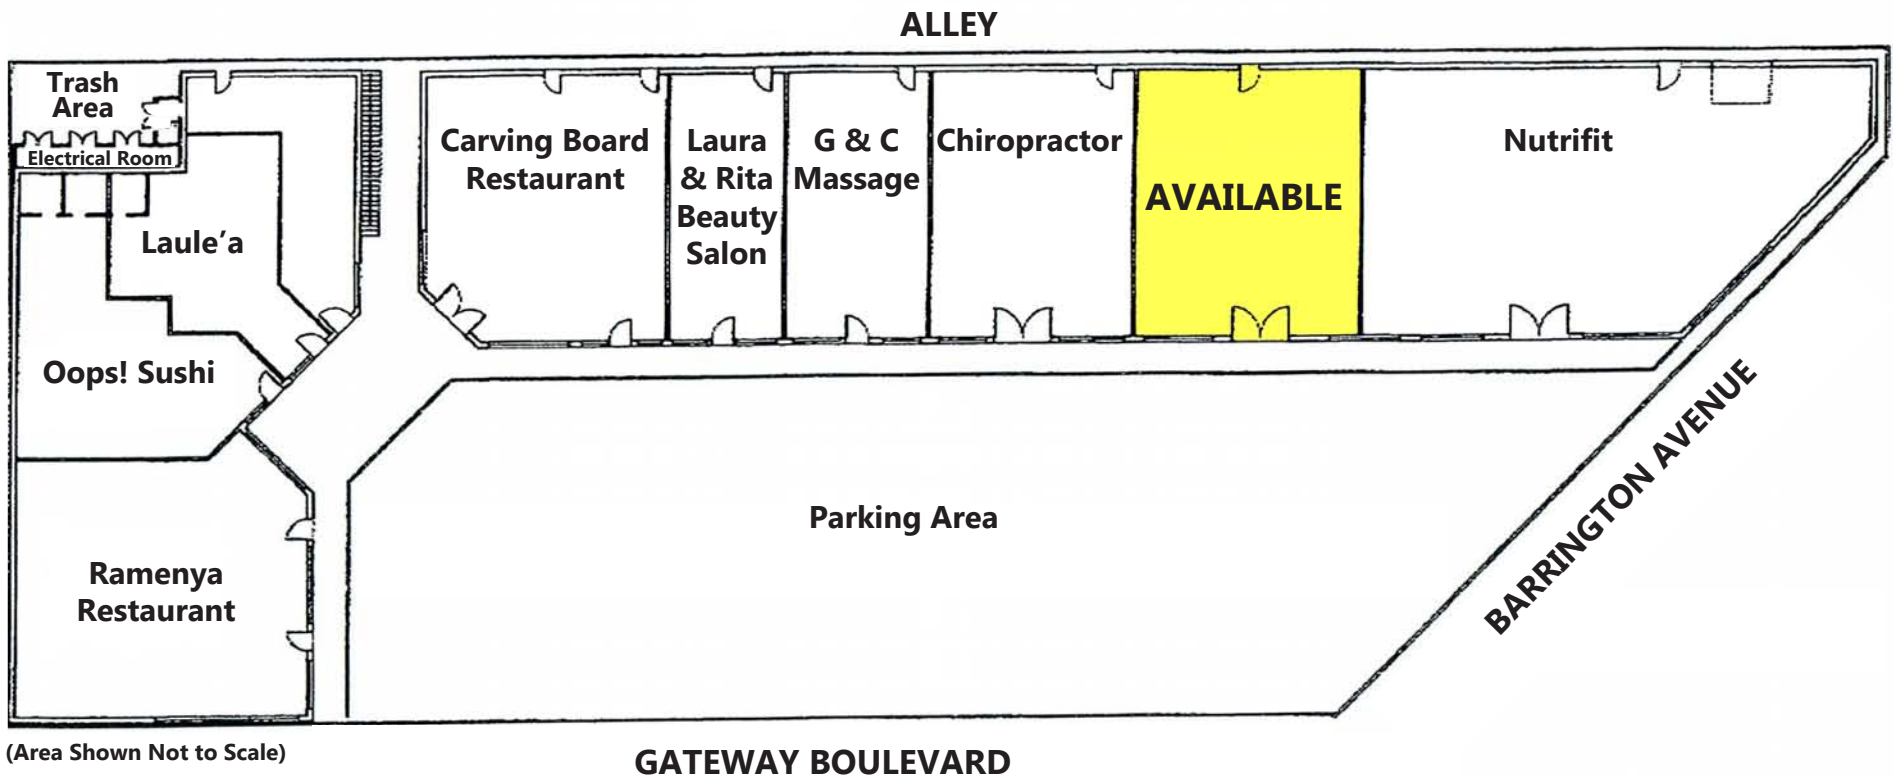 ALLEY
Trash
Area
Electrical Room
Laule’a
Oops! Sushi
Ramenya
Restaurant
Carving Board
Restaurant
Laura
& Rita
Beauty
Salon
G & C
Massage
Chiropractor
AVAILABLE
Nutrifit
Parking Area
BARRINGTON AVENUE
(Area Shown Not to Scale)
GATEWAY BOULEVARD